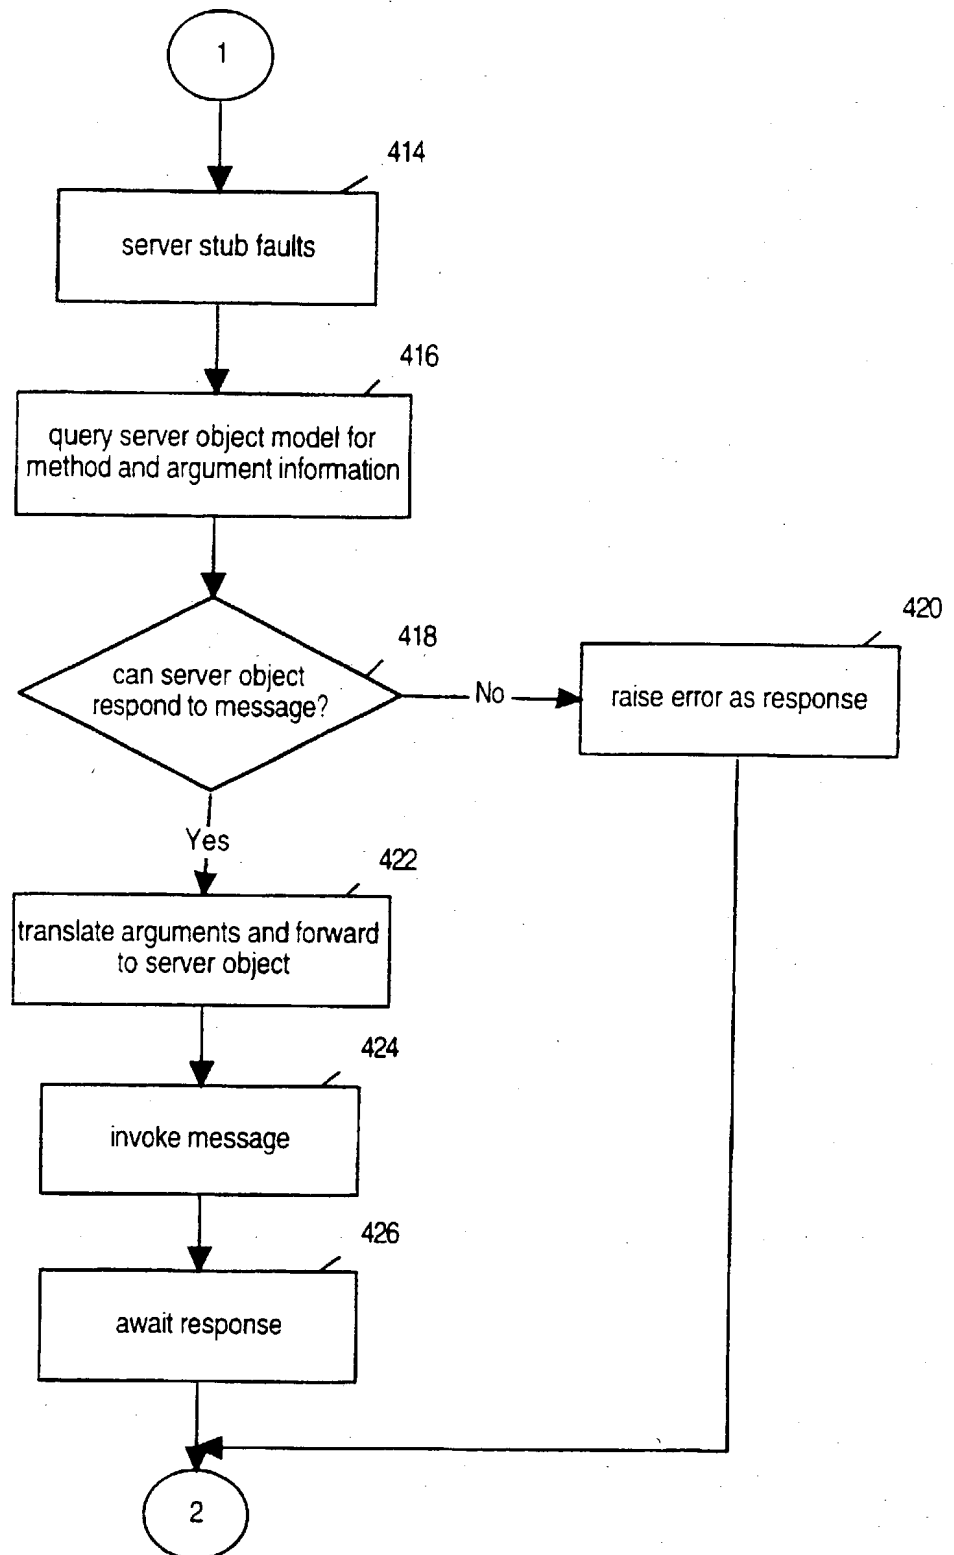 1
414
server stub faults
416
query server object model for
method and argument information
418
can server object
respond to message?
No
420
raise error as response
Yes
422
translate arguments and forward
to server object
424
invoke message
426
await response
2